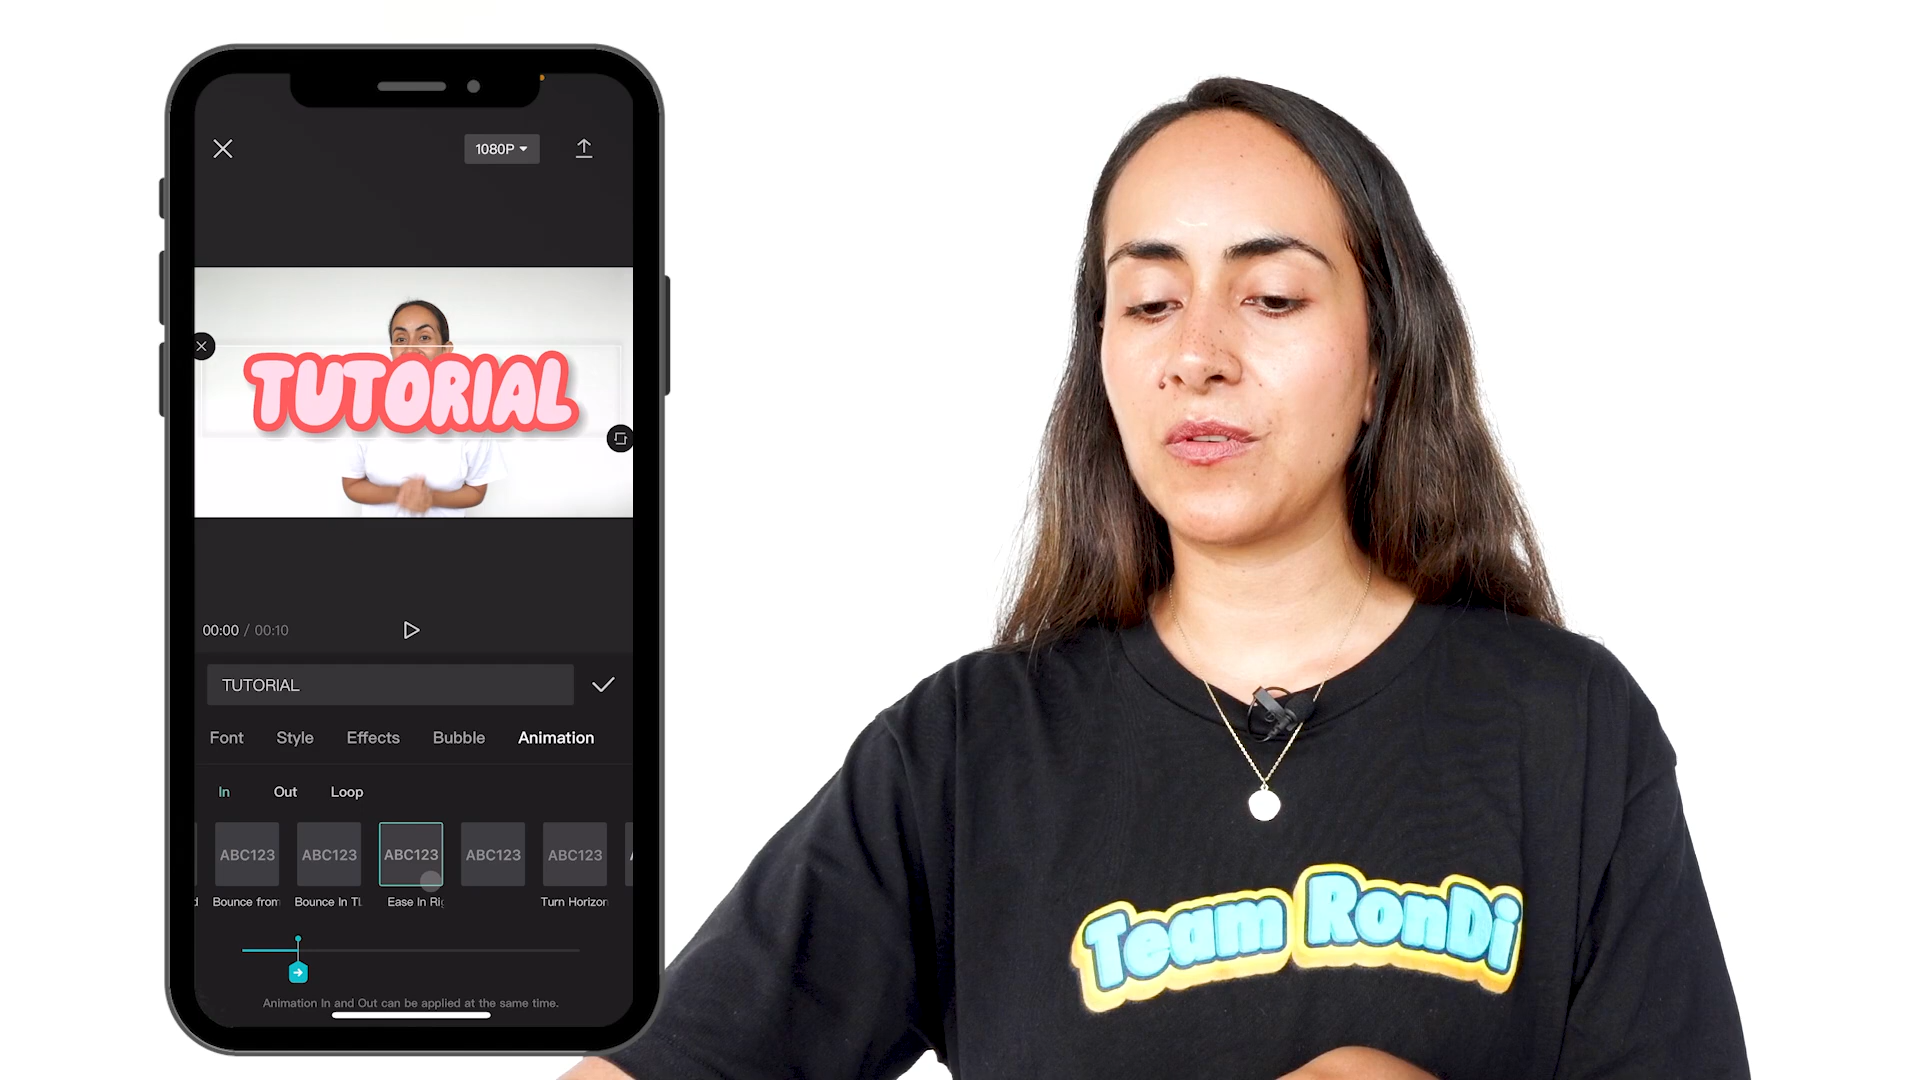 1080P
TUTORIAL
00:00 / 00:10
TUTORIAL
Font Style Effects Bubble Animation
In Out Loop
ABC123 ABC123 ABC123 ABC123 ABC123
Bounce from Bounce In Ease In Turn Horizon
Animation In and Out can be applied at the same time.
Team RonDi